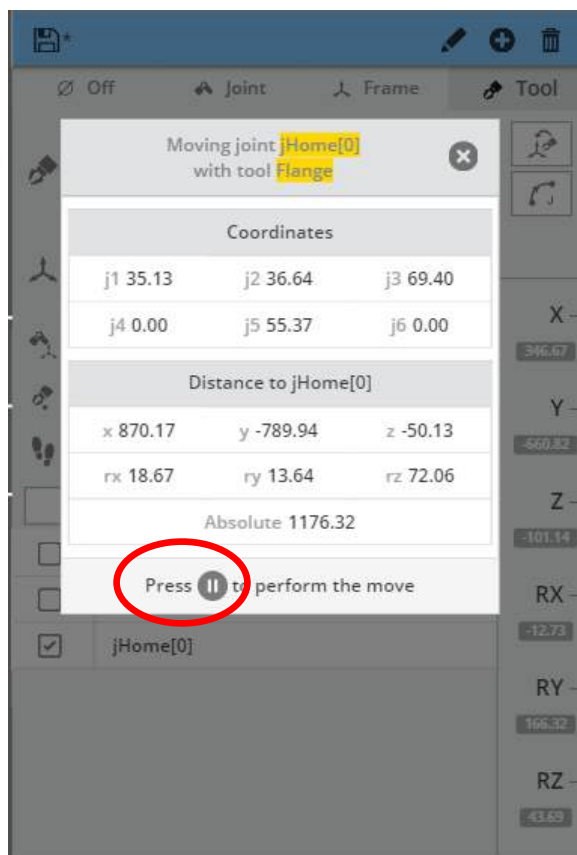 *
Off Joint Frame Tool
Moving joint jHome[0]
with tool Flange
Coordinates
j1 35.13 j2 36.64 j3 69.40
j4 0.00 j5 55.37 j6 0.00
Distance to jHome[0]
x 870.17 y -789.94 z -50.13
rx 18.67 ry 13.64 rz 72.06
Absolute 1176.32
Press to perform the move
jHome[0]
J
X
346.67
Y
-660.82
Z
-101.14
RX
-12.73
RY
166.32
RZ
43.69